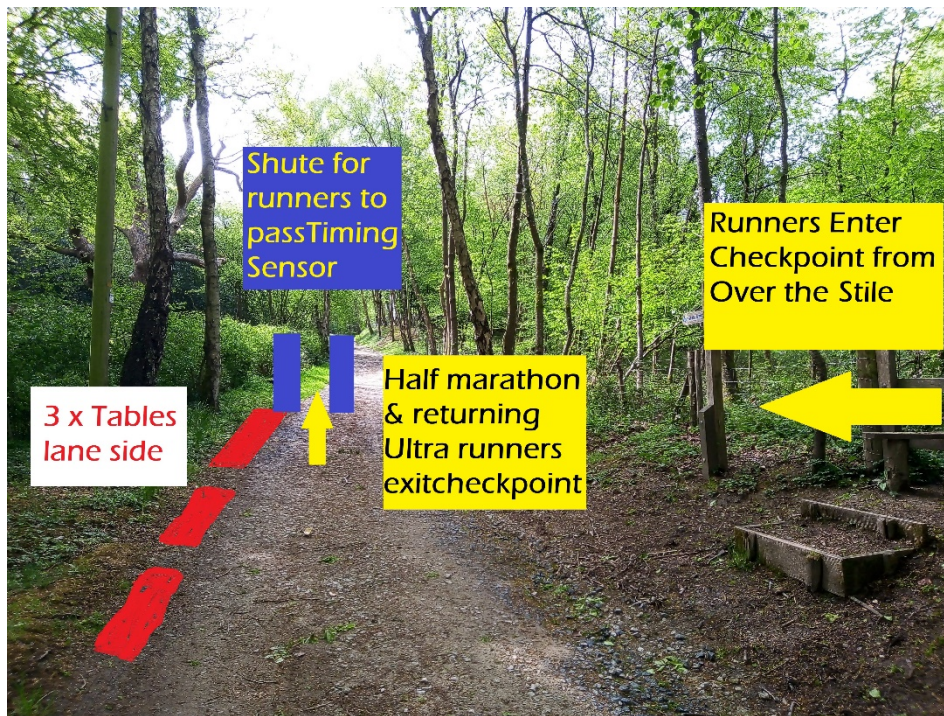 Shute for
runners to
passTiming
Sensor
Runners Enter
Checkpoint from
Over the Stile
3 x Tables
lane side
Half marathon
& returning
Ultra runners
exitcheckpoint